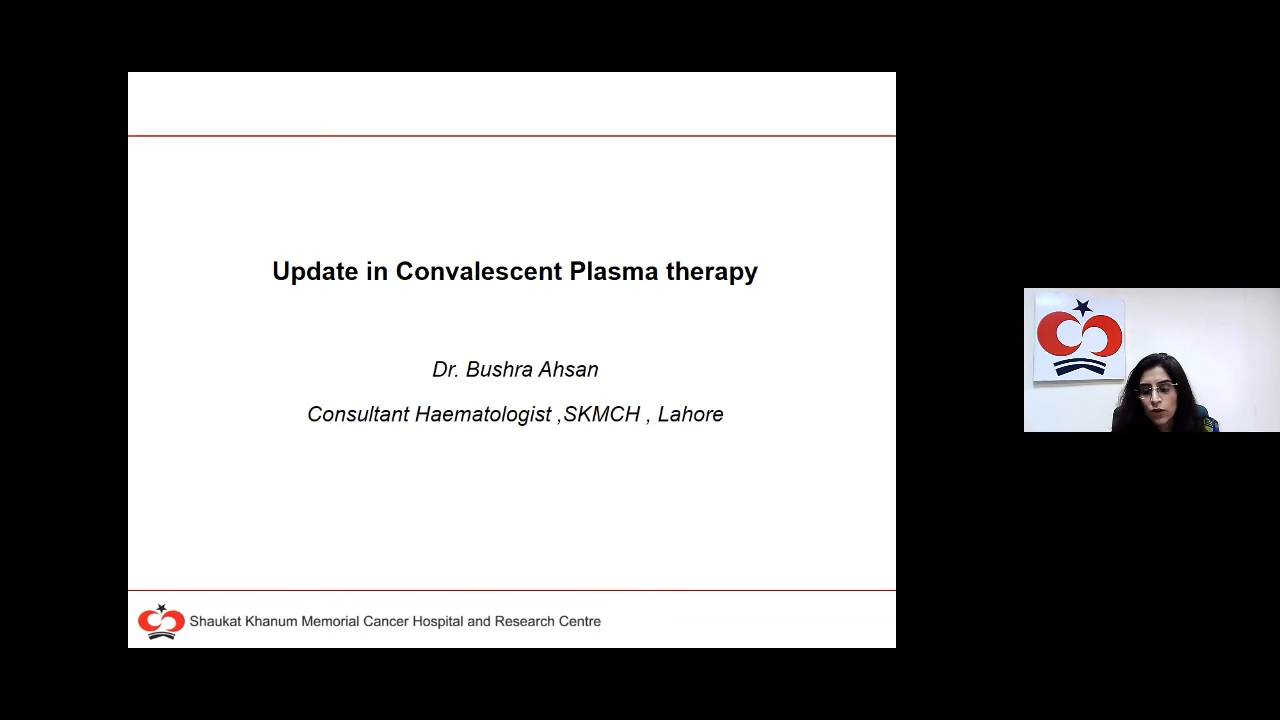 Update in Convalescent Plasma therapy
Dr. Bushra Ahsan
Consultant Haematologist ,SKMCH , Lahore
Shaukat Khanum Memorial Cancer Hospital and Research Centre